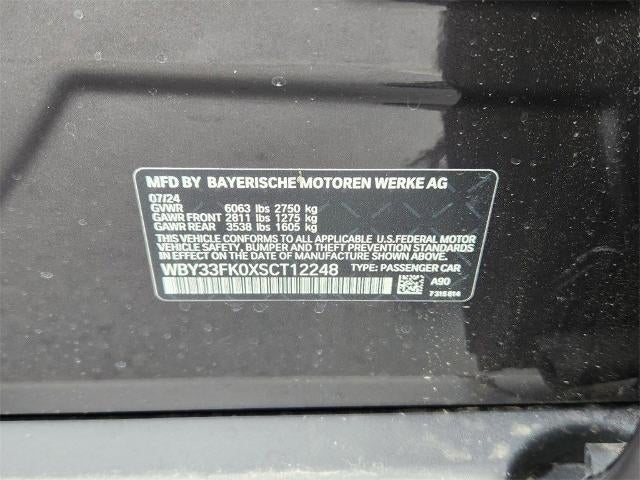 MFD BY BAYERISCHE MOTOREN WERKE AG
07/24
GVWR 6063 lbs 2750 kg
GAWR FRONT 2811 lbs 1275 kg
GAWR REAR 3538 lbs 1605 kg
THIS VEHICLE CONFORMS TO ALL APPLICABLE U.S.FEDERAL MOTOR
VEHICLE SAFETY, BUMPER AND THEFT PREVENTION STANDARDS
IN EFFECT ON THE DATE OF MANUFACTURE SHOWN ABOVE.
WBY33FK0XSCT12248 TYPE: PASSENGER CAR
A90
7315614